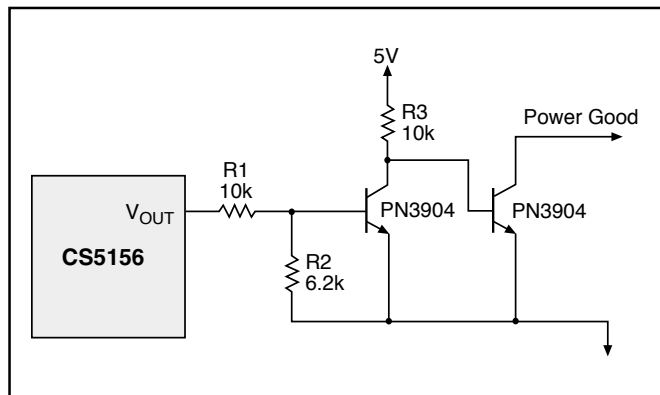 5V
R3
10k
Power Good
R1
10k
VOUT
PN3904
PN3904
CS5156
R2
6.2k